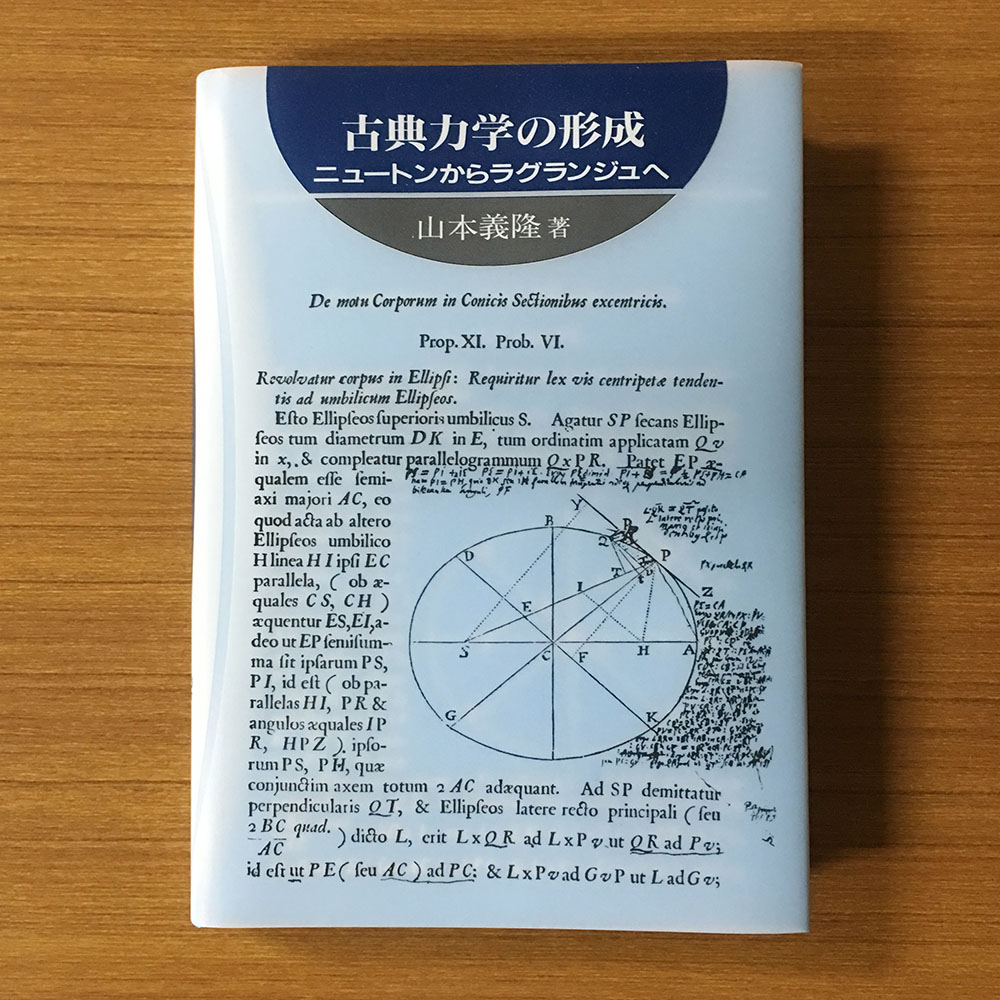 古典力学の形成
ニュートンからラグランジュへ
山本義隆 著
De motu Corporum in Conicis Sectionibus excentricis.
Prop. XI. Prob. VI.
Revolvatur corpus in Ellipſi: Requiritur lex vis centripetæ tenden-
tis ad umbilicum Ellipſeos.
Eſto Ellipſeos ſuperioris umbilicus S. Agatur SP ſecans Ellip-
ſeos tum diametrum DK in E, tum ordinatim applicatam Qv
in x, & compleatur parallelogrammum QxPR. Patet EP æ-
qualem eſſe ſemi-
axi majori AC, eo
quod acta ab altero
Ellipſeos umbilico
H linea HI ipſi EC
parallela, (ob æ-
quales CS, CH)
æquentur ES, EI, a-
deo ut EP ſemiſum-
ma ſit ipſarum PS,
PI, id eſt (ob pa-
rallelas HI, PR &
angulos æquales IP
R, HPZ) ipſo-
rum PS, PH, quæ
conjunctim axem totum 2AC adæquant. Ad SP demittatur
perpendicularis QT, & Ellipſeos latere recto principali (ſeu
2BC quad. / AC) dicto L, erit LxQR ad LxPv ut QR ad Pv;
id eſt ut PE (ſeu AC) ad PC; & LxPv ad GvP ut L ad Gv;
Y
B
R
Q
D
P
T
v
I
Z
E
S
C
F
H
A
G
K